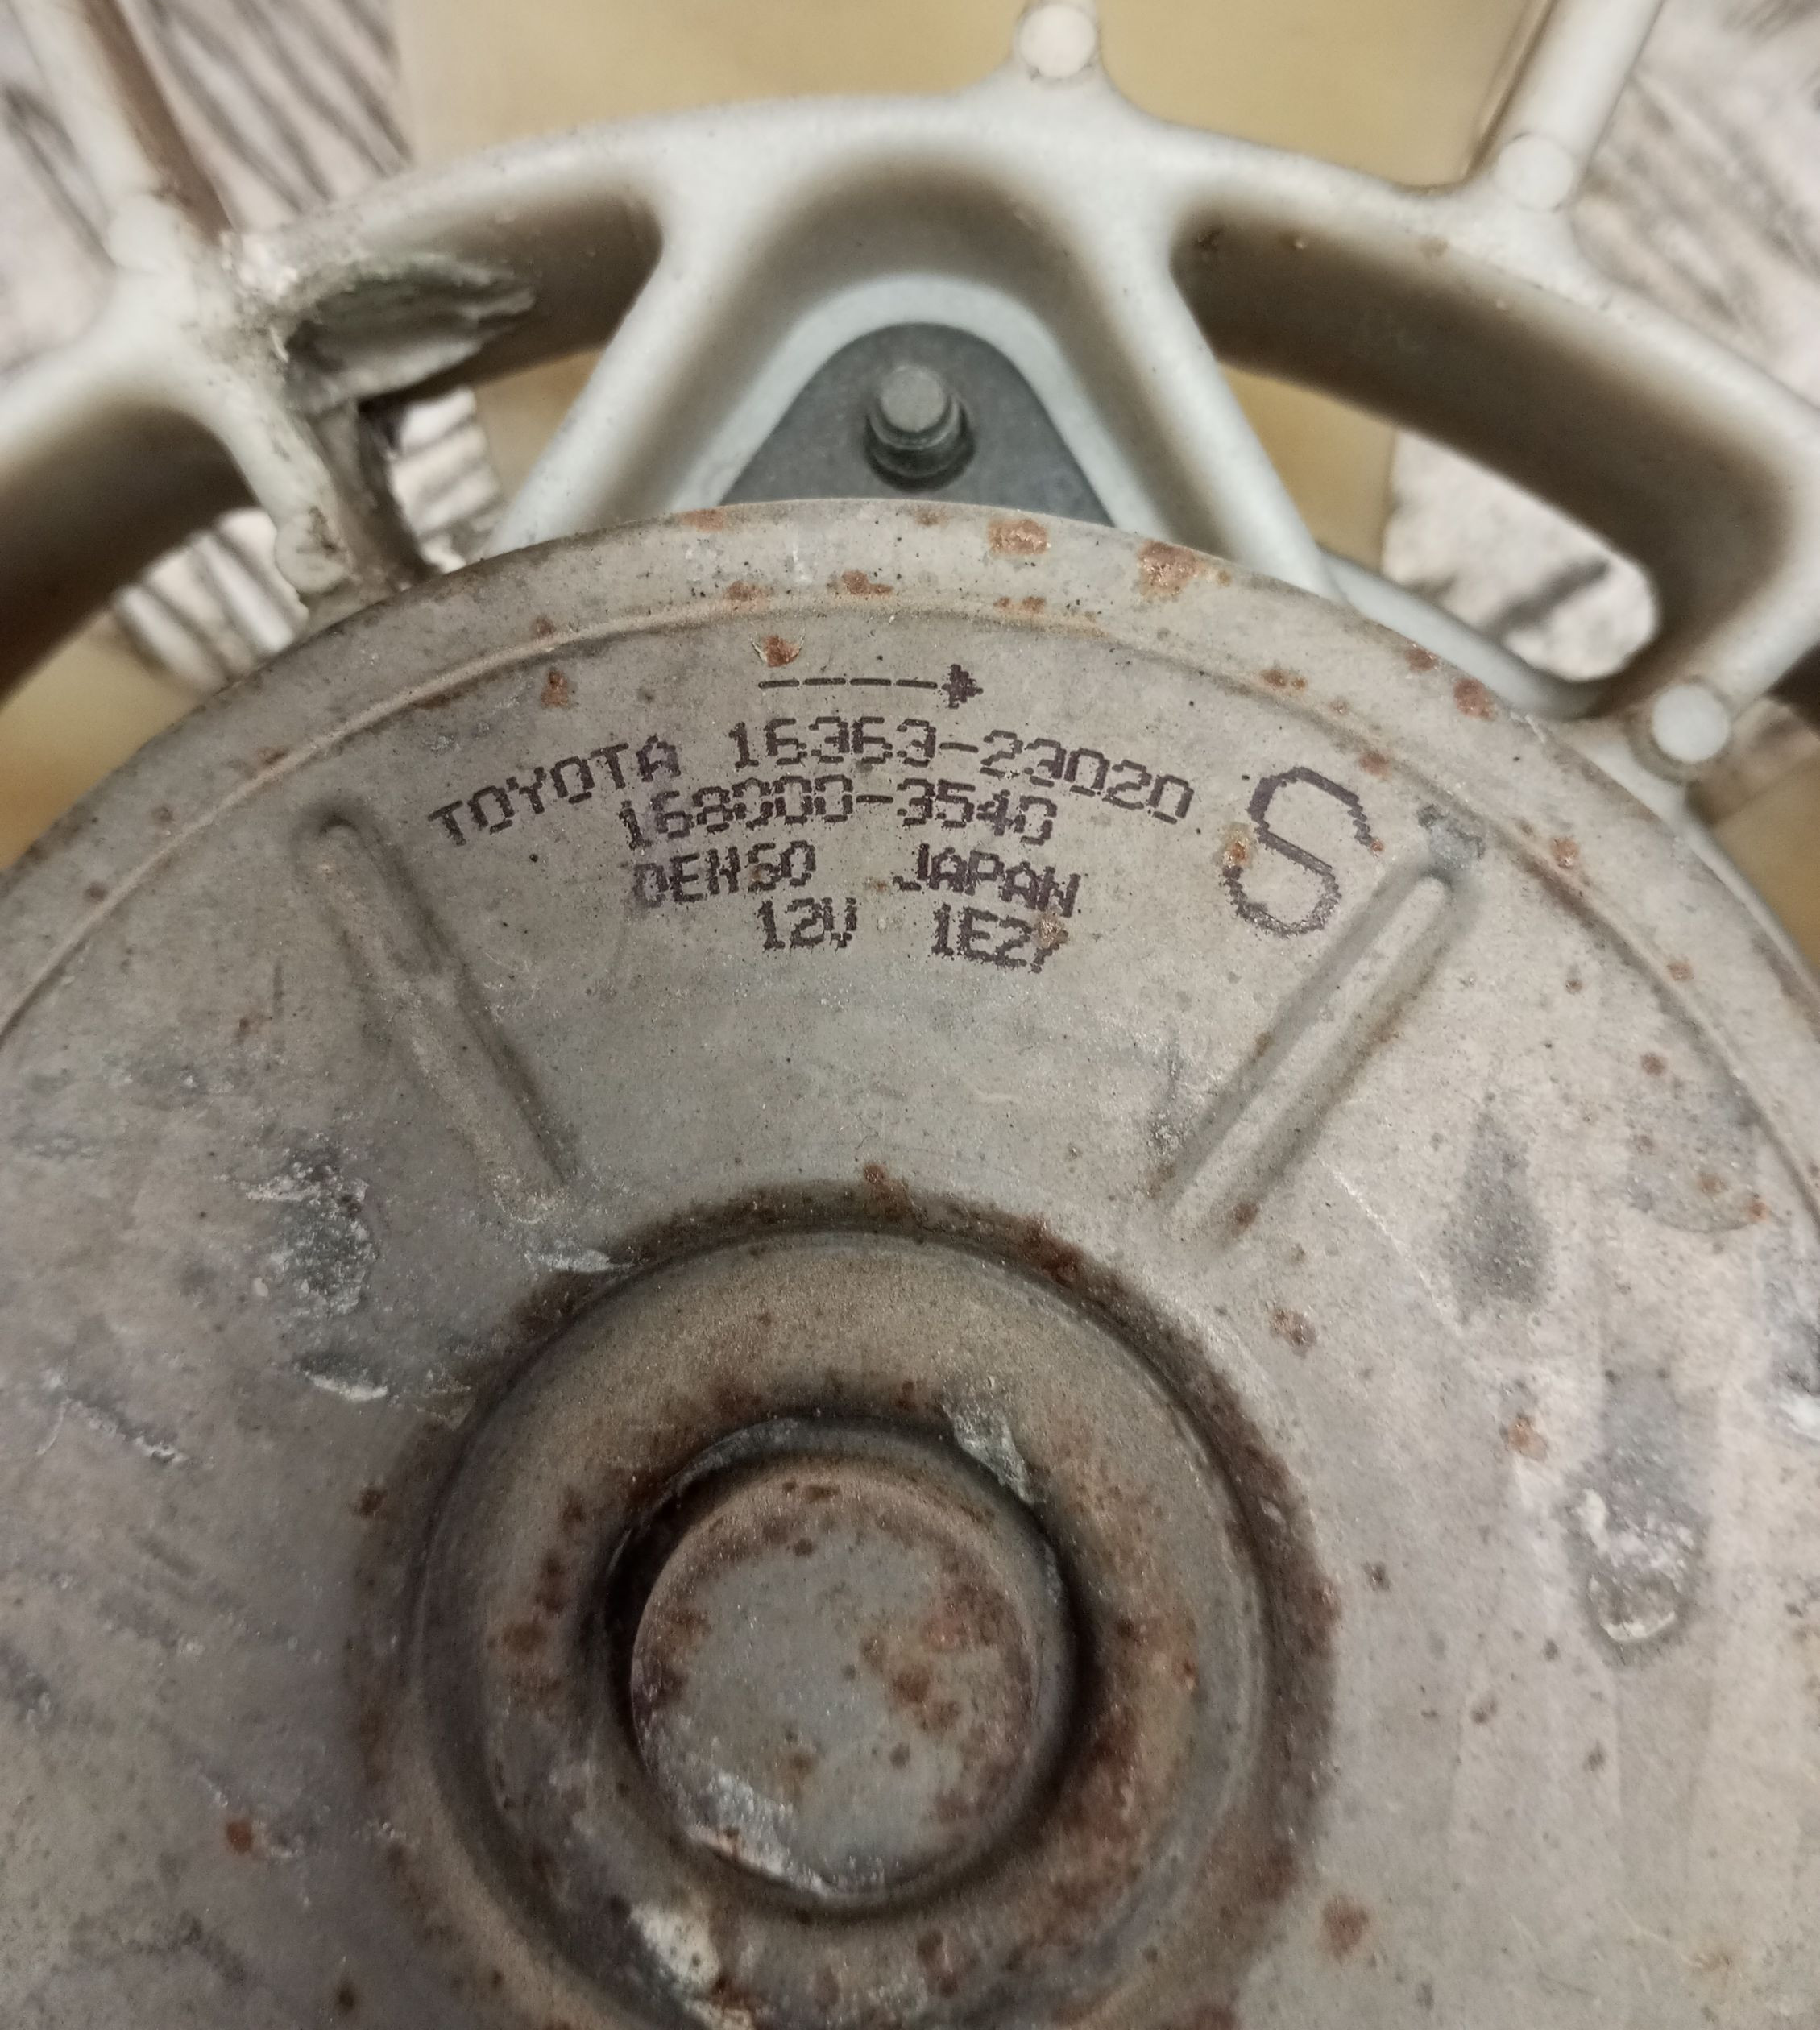 TOYOTA 16363-23020
168000-3540
S
DENSO JAPAN
12V 1E27